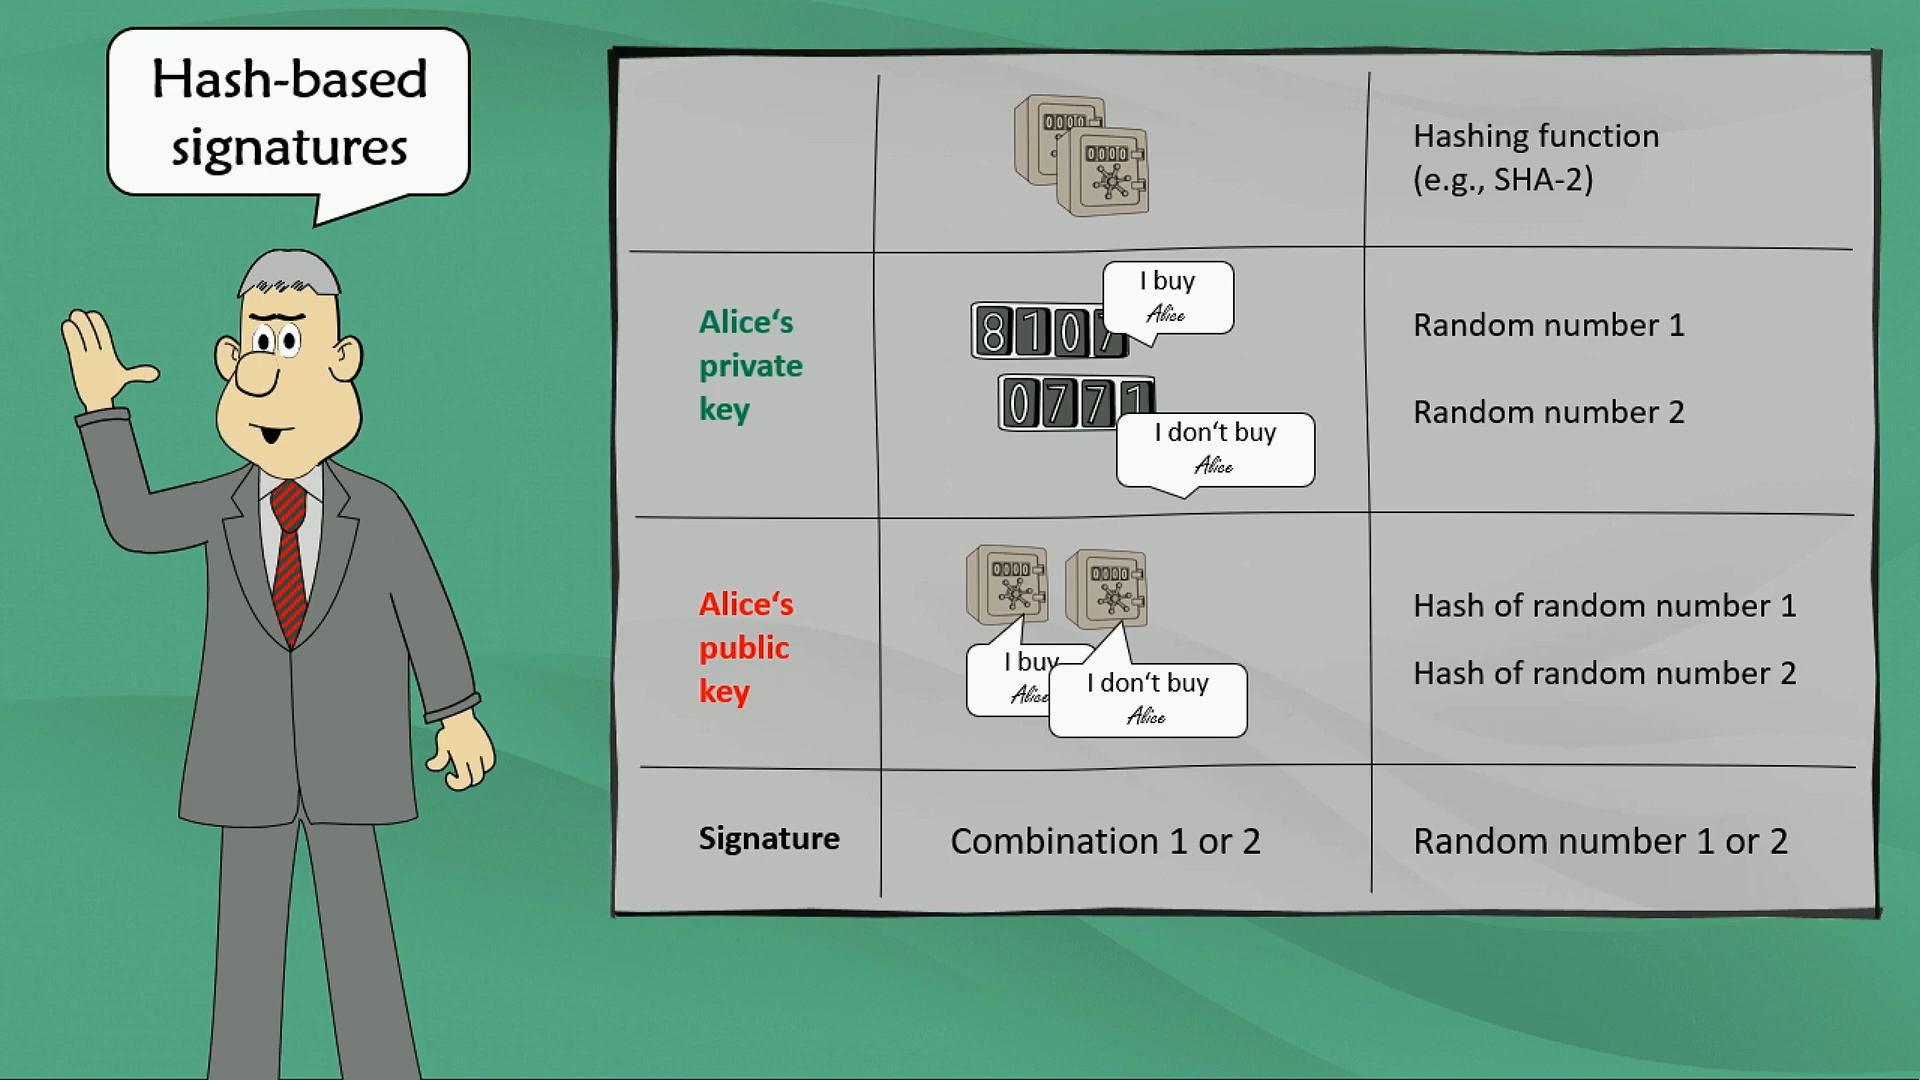 Hash-based
signatures
0000
0000
Hashing function
(e.g., SHA-2)
Alice‘s
private
key
8107
I buy
Alice
0771
I don‘t buy
Alice
Random number 1
Random number 2
Alice‘s
public
key
0000
0000
I buy
Alice
I don‘t buy
Alice
Hash of random number 1
Hash of random number 2
Signature
Combination 1 or 2
Random number 1 or 2